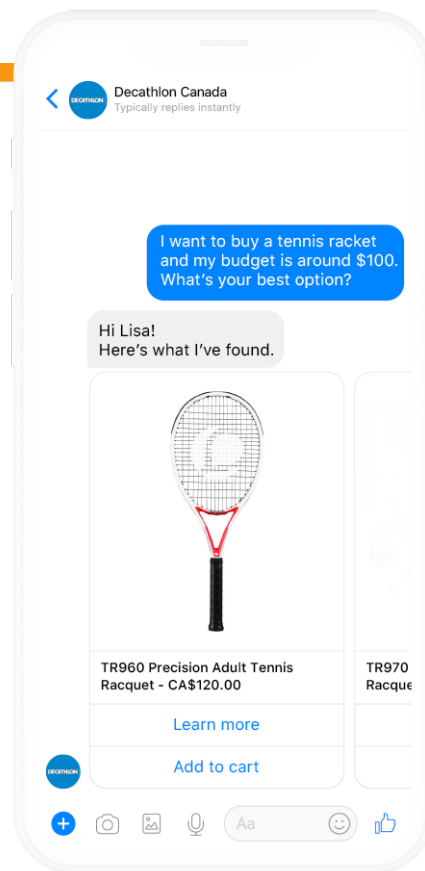 Decathlon Canada
DECATHLON
Typically replies instantly
I want to buy a tennis racket
and my budget is around $100.
What's your best option?
Hi Lisa!
Here's what I've found.
TR960 Precision Adult Tennis
Racquet - CA$120.00
TR970
Racque
Learn more
Add to cart
DECATHLON
Aa